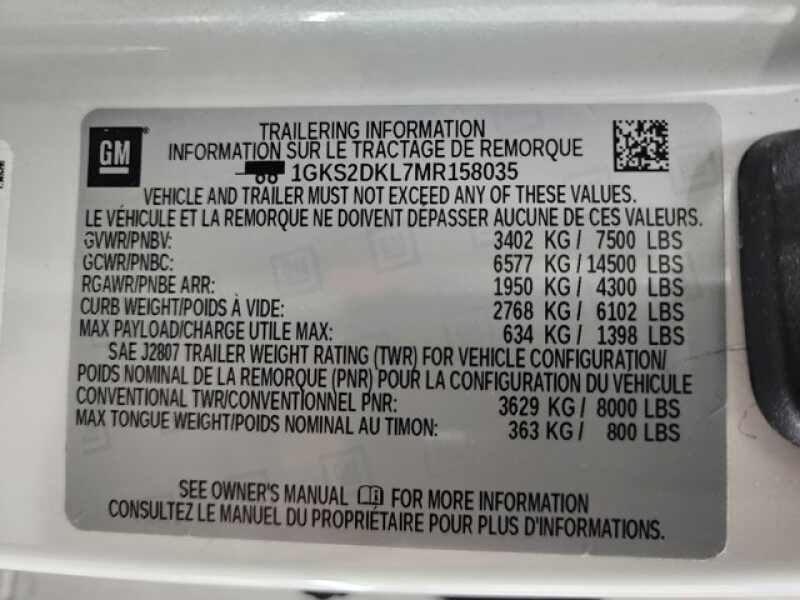 GM
TRAILERING INFORMATION
INFORMATION SUR LE TRACTAGE DE REMORQUE
1GKS2DKL7MR158035
VEHICLE AND TRAILER MUST NOT EXCEED ANY OF THESE VALUES.
LE VÉHICULE ET LA REMORQUE NE DOIVENT DÉPASSER AUCUNE DE CES VALEURS.
GVWR/PNBV: 3402 KG / 7500 LBS
GCWR/PNBC: 6577 KG / 14500 LBS
RGAWR/PNBE ARR: 1950 KG / 4300 LBS
CURB WEIGHT/POIDS À VIDE: 2768 KG / 6102 LBS
MAX PAYLOAD/CHARGE UTILE MAX: 634 KG / 1398 LBS
SAE J2807 TRAILER WEIGHT RATING (TWR) FOR VEHICLE CONFIGURATION/
POIDS NOMINAL DE LA REMORQUE (PNR) POUR LA CONFIGURATION DU VÉHICULE
CONVENTIONAL TWR/CONVENTIONNEL PNR: 3629 KG / 8000 LBS
MAX TONGUE WEIGHT/POIDS NOMINAL AU TIMON: 363 KG / 800 LBS
SEE OWNER'S MANUAL FOR MORE INFORMATION
CONSULTEZ LE MANUEL DU PROPRIÉTAIRE POUR PLUS D'INFORMATIONS.